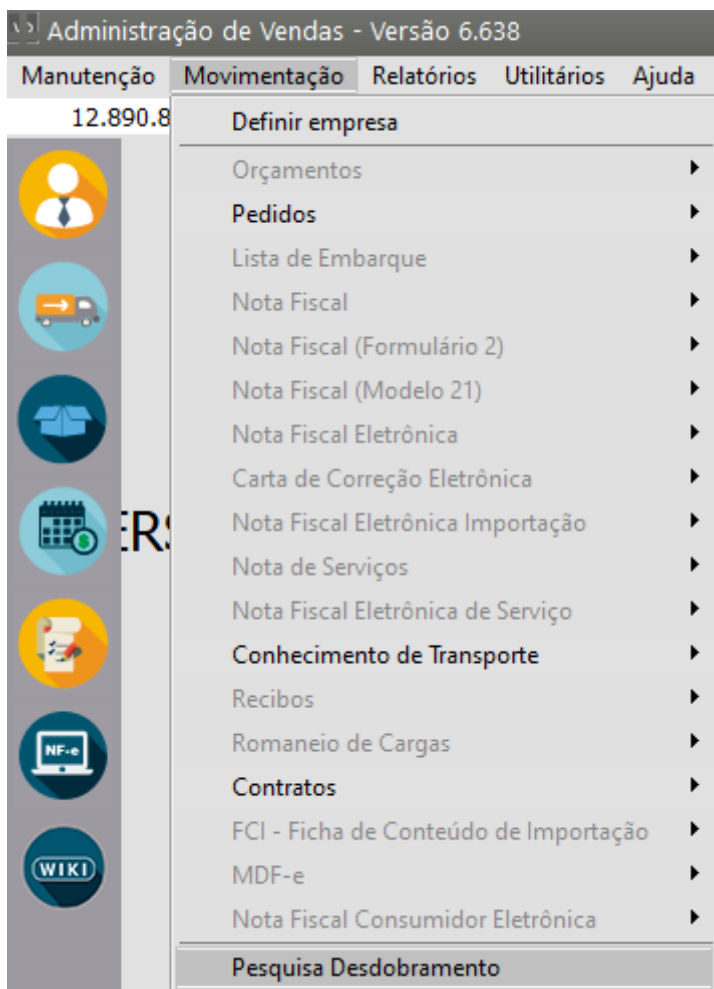 Administração de Vendas - Versão 6.638
Manutenção Movimentação Relatórios Utilitários Ajuda
12.890.8
Definir empresa
Orçamentos
Pedidos
Lista de Embarque
Nota Fiscal
Nota Fiscal (Formulário 2)
Nota Fiscal (Modelo 21)
Nota Fiscal Eletrônica
Carta de Correção Eletrônica
Nota Fiscal Eletrônica Importação
Nota de Serviços
Nota Fiscal Eletrônica de Serviço
Conhecimento de Transporte
Recibos
Romaneio de Cargas
Contratos
FCI - Ficha de Conteúdo de Importação
MDF-e
Nota Fiscal Consumidor Eletrônica
Pesquisa Desdobramento
ERS
$
NF-e
WIKI